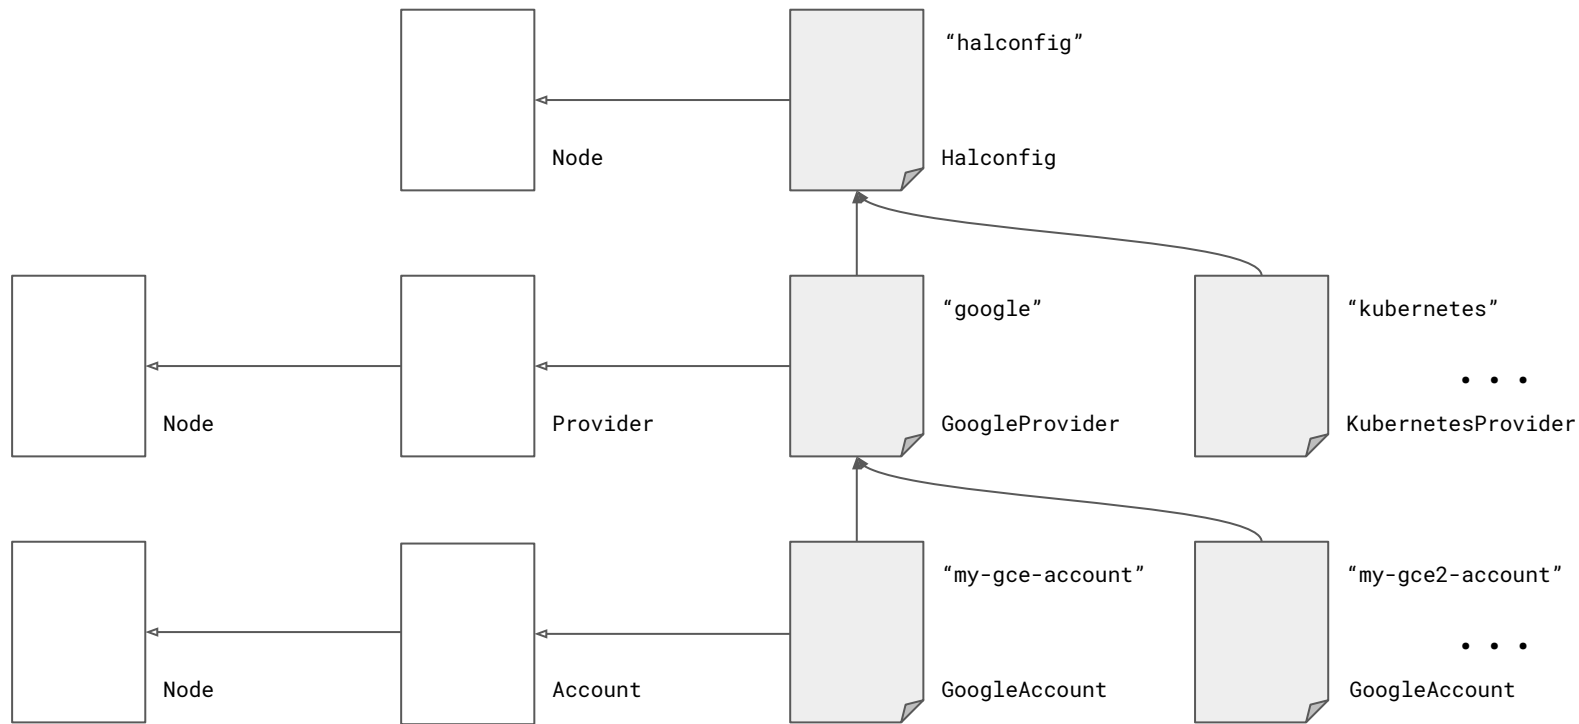 “halconfig”
Node
Halconfig
“google”
“kubernetes”
. . .
Node
Provider
GoogleProvider
KubernetesProvider
“my-gce-account”
“my-gce2-account”
. . .
Node
Account
GoogleAccount
GoogleAccount